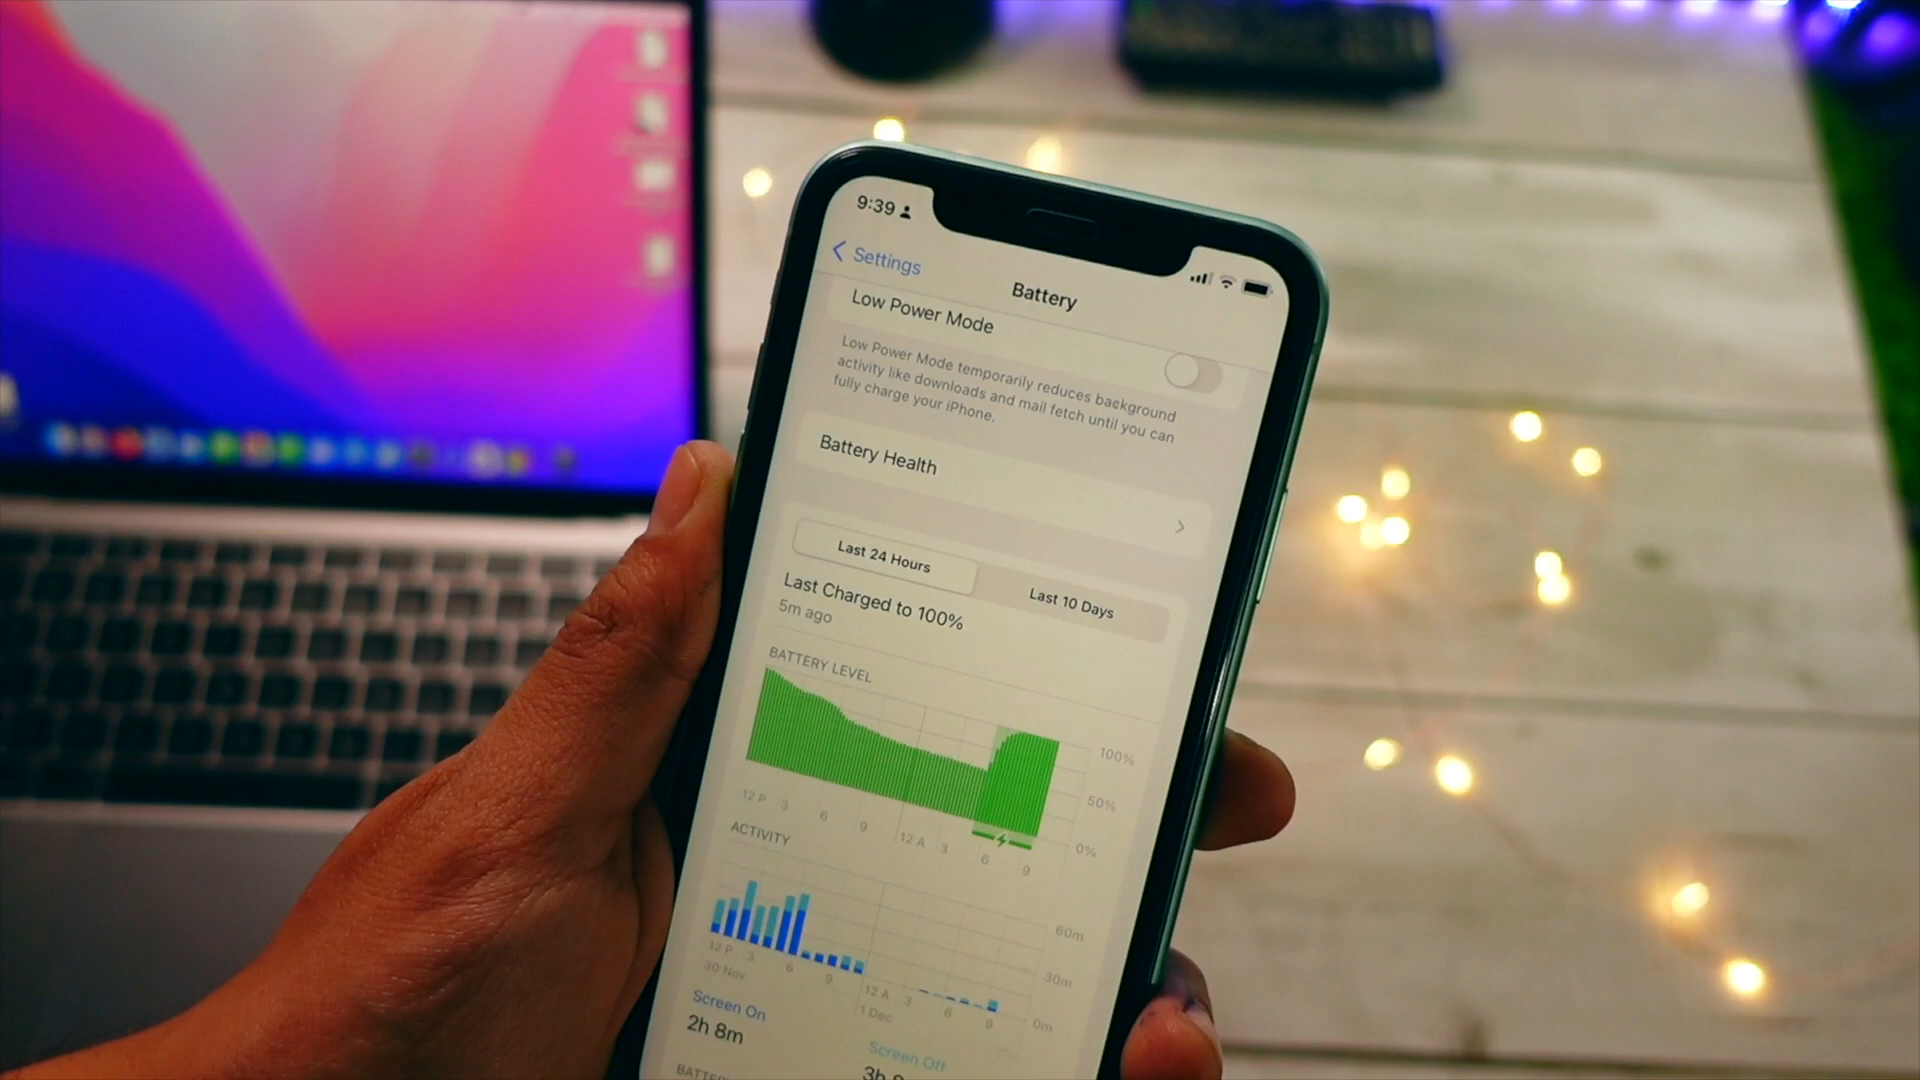 9:39
Settings
Battery
Low Power Mode
Low Power Mode temporarily reduces background
activity like downloads and mail fetch until you can
fully charge your iPhone.
Battery Health
Last 24 Hours
Last 10 Days
Last Charged to 100%
5m ago
BATTERY LEVEL
100%
50%
0%
12 P 3 6 9 12 A 3 6 9
ACTIVITY
60m
30m
0m
12 P 3 6 9 12 A 3 6 9
30 Nov 1 Dec
Screen On
2h 8m
Screen Off
3h